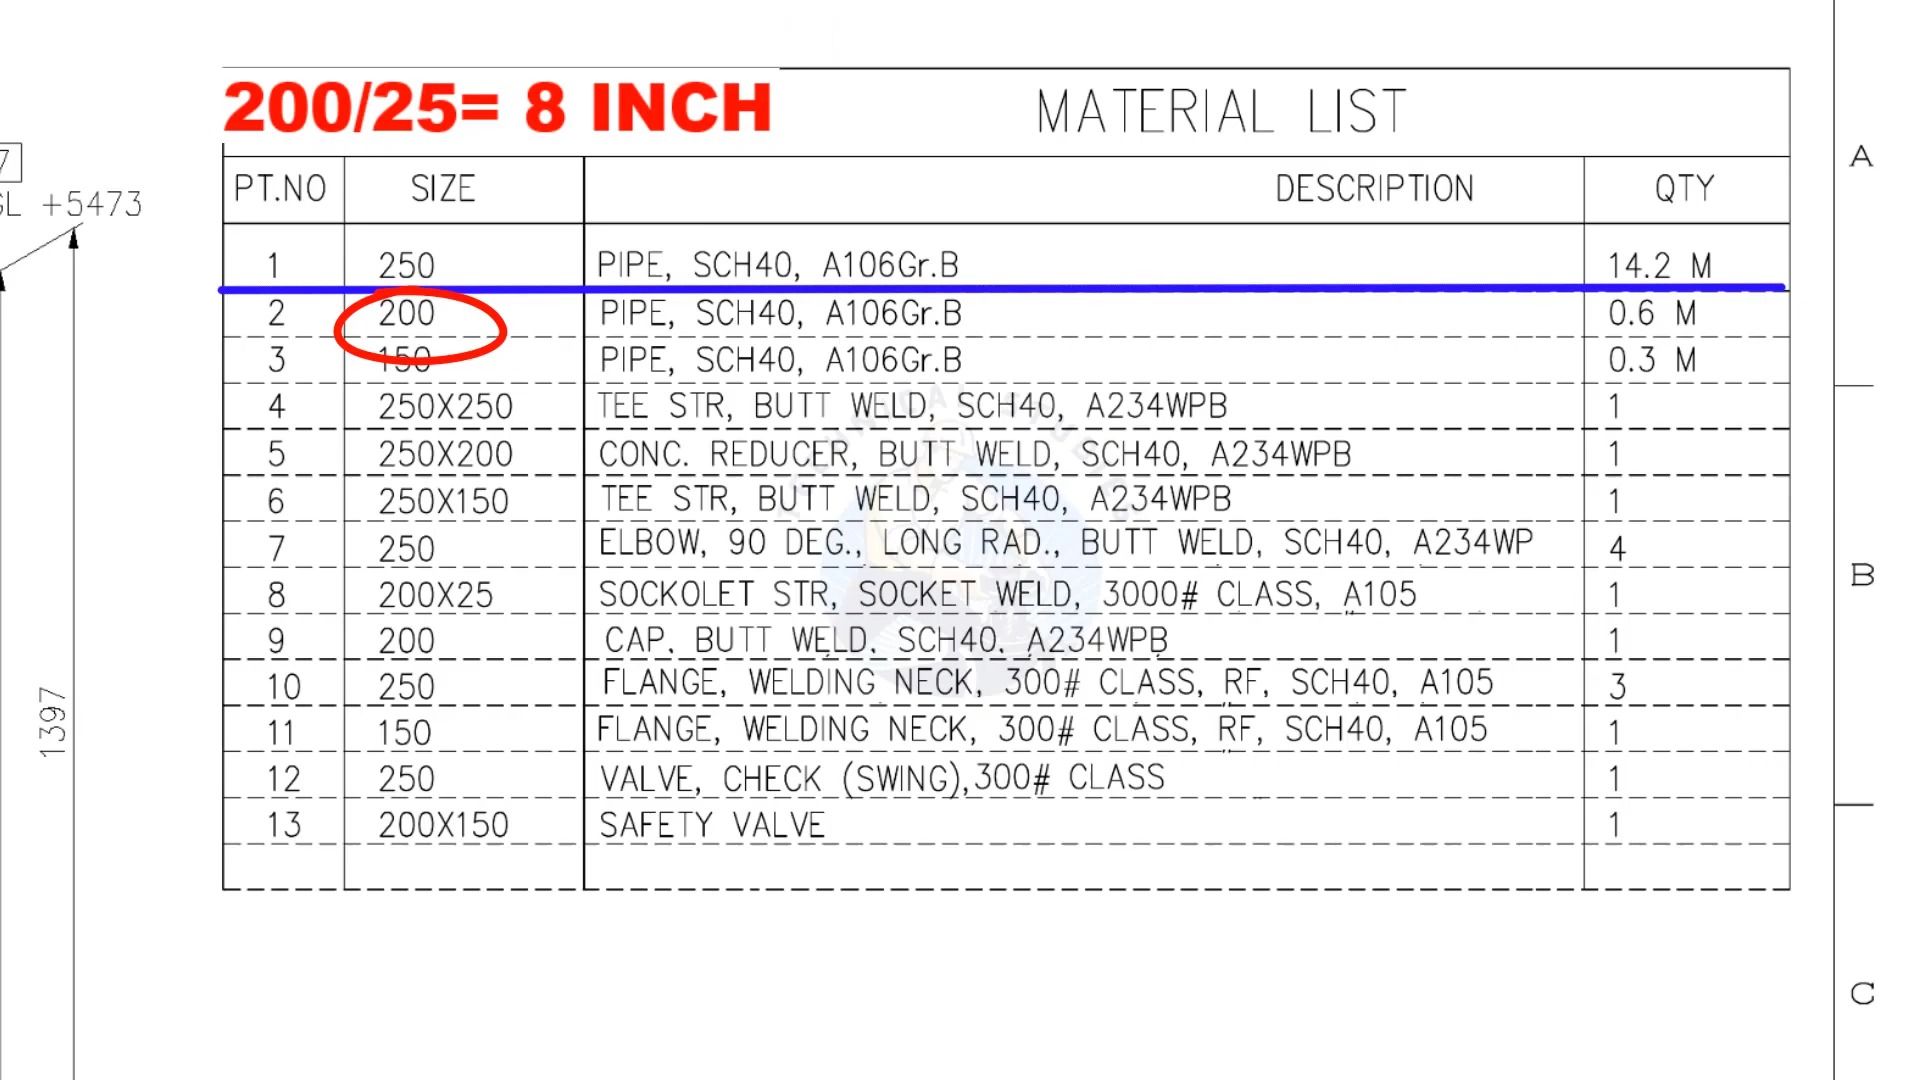 200/25= 8 INCH
MATERIAL LIST
PT.NO SIZE DESCRIPTION QTY
1 250 PIPE, SCH40, A106Gr.B 14.2 M
2 200 PIPE, SCH40, A106Gr.B 0.6 M
3 150 PIPE, SCH40, A106Gr.B 0.3 M
4 250X250 TEE STR, BUTT WELD, SCH40, A234WPB 1
5 250X200 CONC. REDUCER, BUTT WELD, SCH40, A234WPB 1
6 250X150 TEE STR, BUTT WELD, SCH40, A234WPB 1
7 250 ELBOW, 90 DEG., LONG RAD., BUTT WELD, SCH40, A234WP 4
8 200X25 SOCKOLET STR, SOCKET WELD, 3000# CLASS, A105 1
9 200 CAP, BUTT WELD, SCH40, A234WPB 1
10 250 FLANGE, WELDING NECK, 300# CLASS, RF, SCH40, A105 3
11 150 FLANGE, WELDING NECK, 300# CLASS, RF, SCH40, A105 1
12 250 VALVE, CHECK (SWING),300# CLASS 1
13 200X150 SAFETY VALVE 1
7
GL +5473
1397
A
B
C